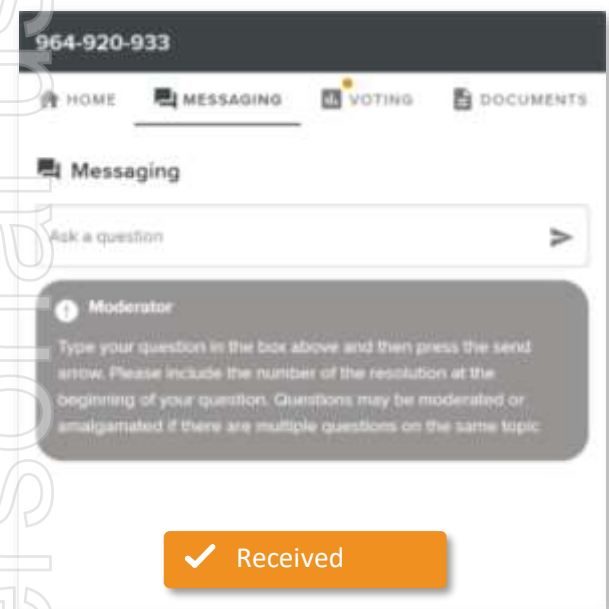 964-920-933
HOME MESSAGING VOTING DOCUMENTS
Messaging
Ask a question
Moderator
Type your question in the box above and then press the send
arrow. Please include the number of the resolution at the
beginning of your question. Questions may be moderated or
amalgamated if there are multiple questions on the same topic
Received